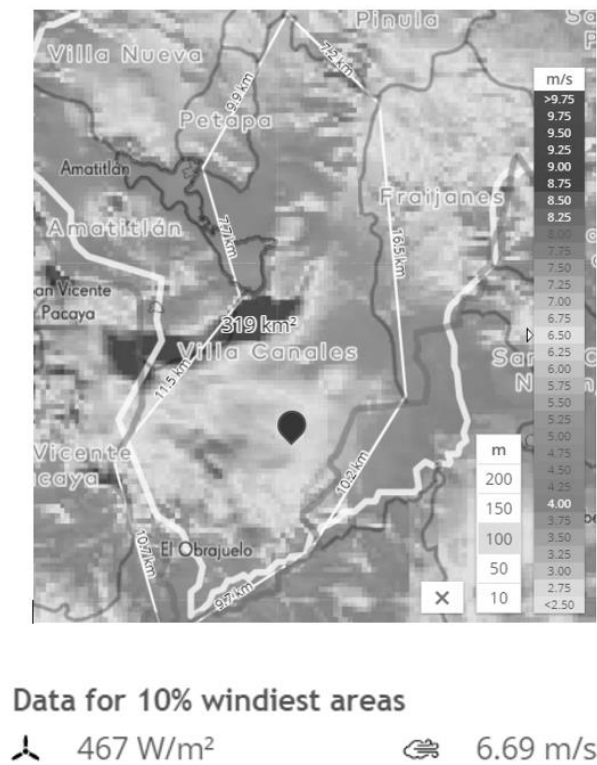 Pinula
Villa Nueva
7.2 km
m/s
>9.75
9.75
9.9 km
9.50
Petapa
9.25
9.00
Amatitlán
8.75
8.50
Fraijanes
8.25
8.00
Amatitlán
7.7 km
7.75
16.5 km
7.50
an Vicente
7.25
Pacaya
7.00
319 km²
6.75
6.50
Villa Canales
6.25
San
6.00
N
11.5 km
5.75
5.50
5.25
Vicente
5.00
m
4.75
caya
200
10.2 km
4.50
4.25
150
4.00
100
3.75
El Obrajuelo
3.50
10.7 km
50
3.25
3.00
9.7 km
10
2.75
<2.50
Data for 10% windiest areas
467 W/m²
6.69 m/s